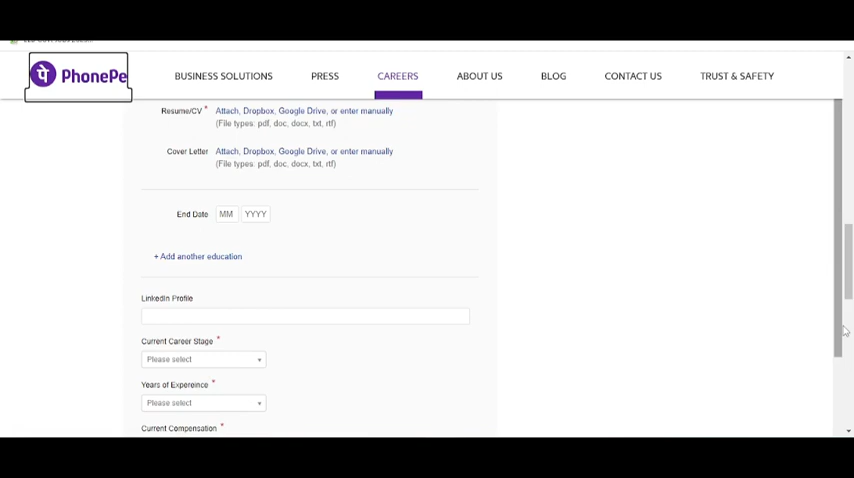 पे PhonePe
BUSINESS SOLUTIONS PRESS CAREERS ABOUT US BLOG CONTACT US TRUST & SAFETY
Resume/CV * Attach, Dropbox, Google Drive, or enter manually
(File types: pdf, doc, docx, txt, rtf)
Cover Letter Attach, Dropbox, Google Drive, or enter manually
(File types: pdf, doc, docx, txt, rtf)
End Date MM YYYY
+ Add another education
LinkedIn Profile
Current Career Stage *
Please select
Years of Expereince *
Please select
Current Compensation *